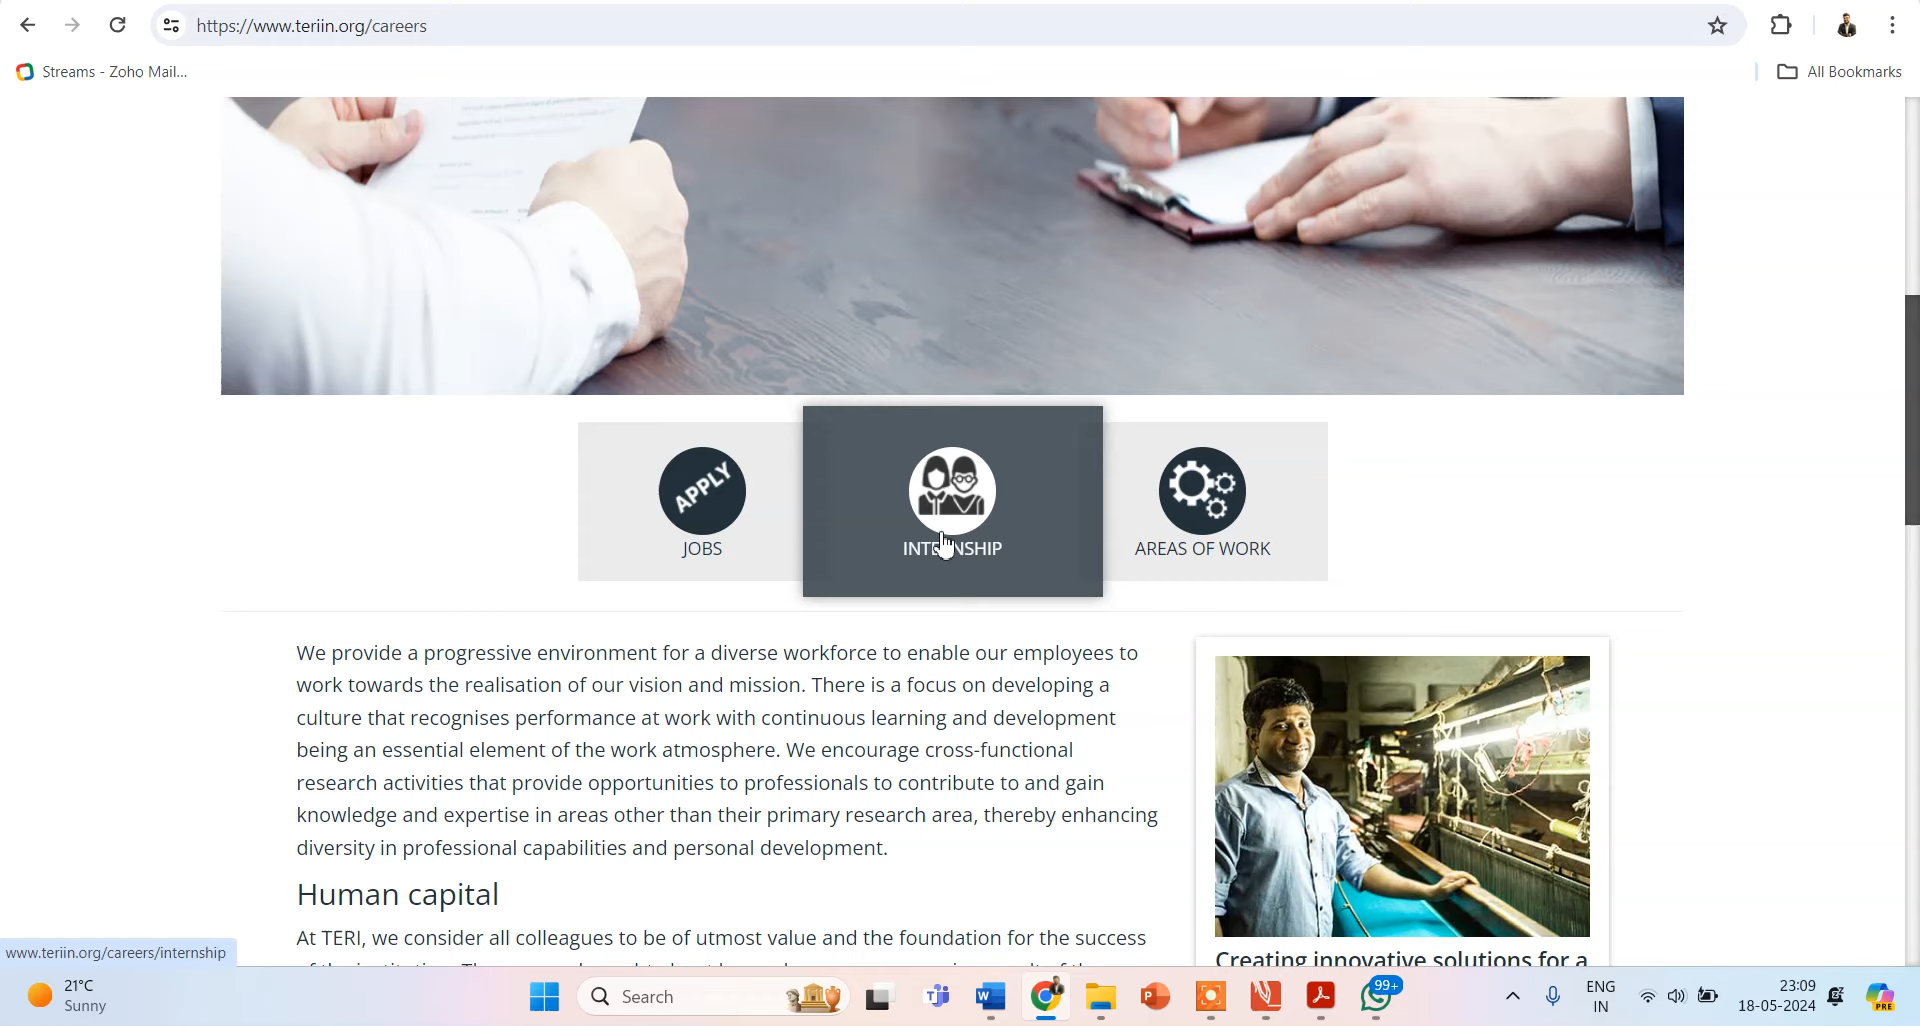 https://www.teriin.org/careers
Streams - Zoho Mail...
All Bookmarks
APPLY
JOBS
INTERNSHIP
AREAS OF WORK
We provide a progressive environment for a diverse workforce to enable our employees to
work towards the realisation of our vision and mission. There is a focus on developing a
culture that recognises performance at work with continuous learning and development
being an essential element of the work atmosphere. We encourage cross-functional
research activities that provide opportunities to professionals to contribute to and gain
knowledge and expertise in areas other than their primary research area, thereby enhancing
diversity in professional capabilities and personal development.
Human capital
At TERI, we consider all colleagues to be of utmost value and the foundation for the success
Creating innovative solutions for a
www.teriin.org/careers/internship
21°C
Sunny
Search
99+
ENG
IN
23:09
18-05-2024
PRE